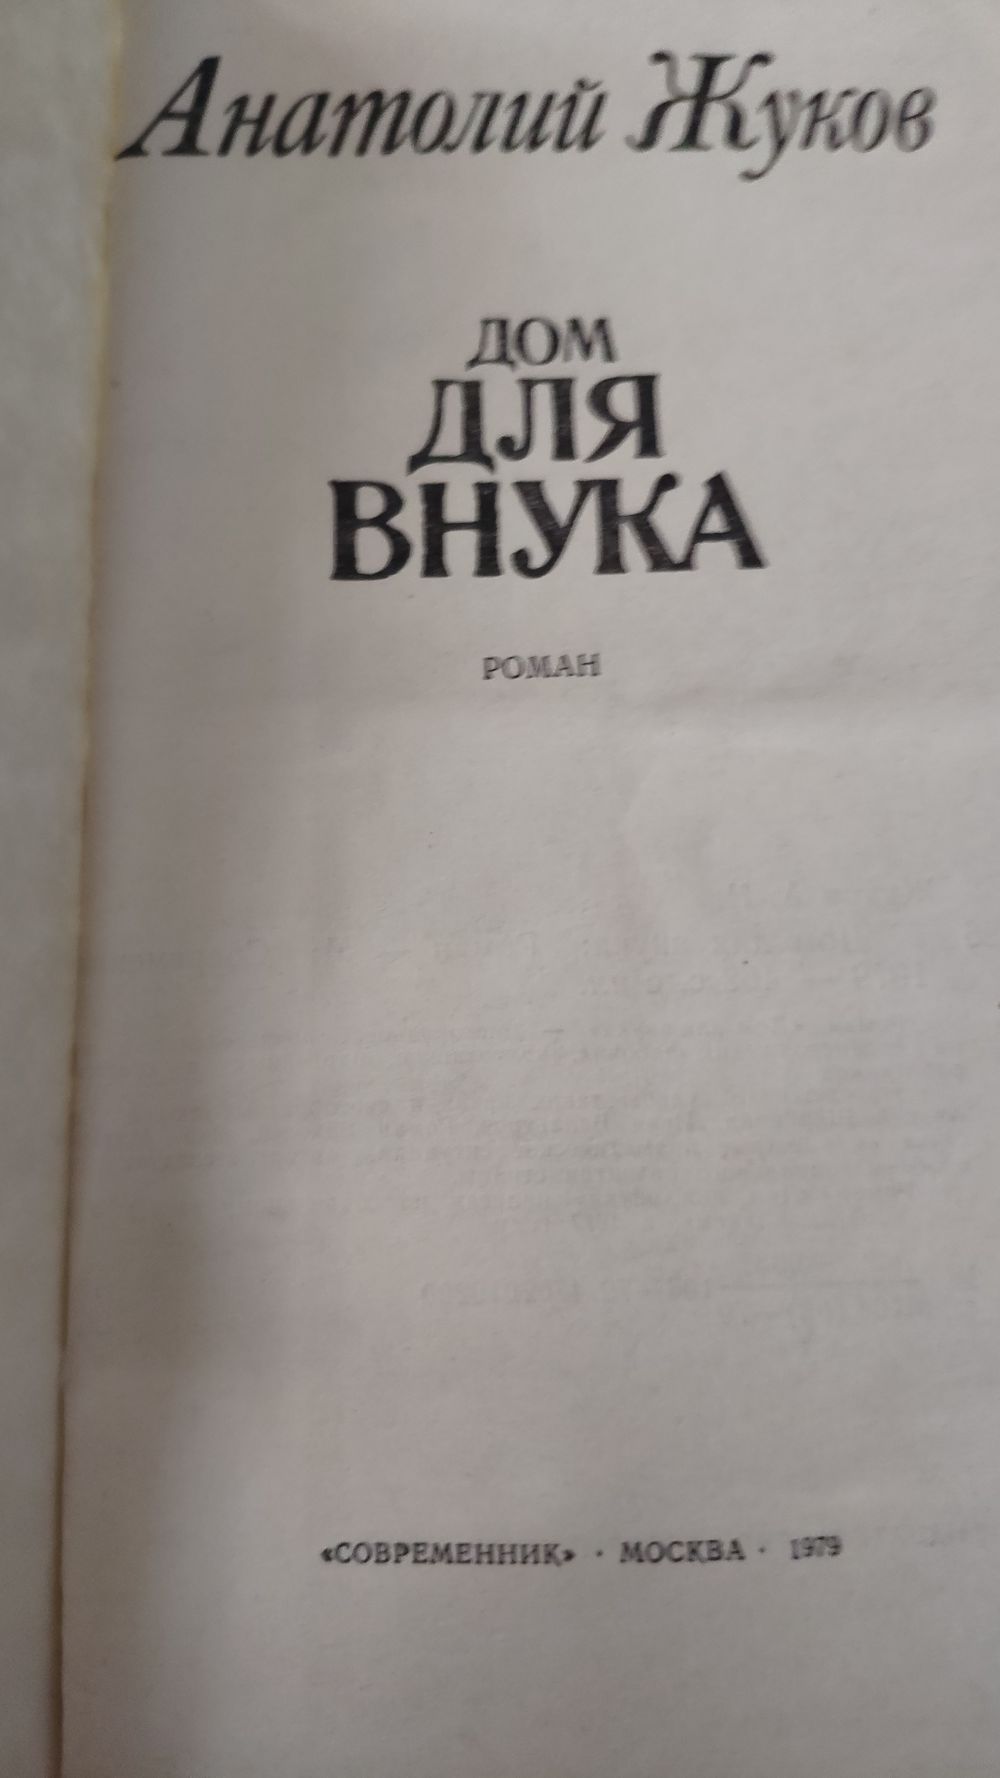 Анатолий Жуков
ДОМ
ДЛЯ
ВНУКА
РОМАН
«СОВРЕМЕННИК» · МОСКВА · 1979